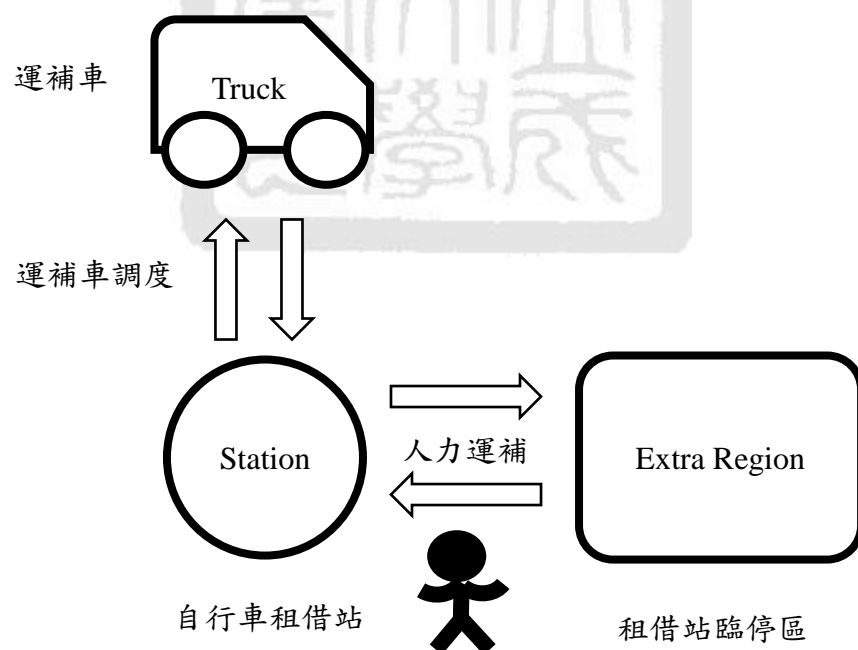 運補車
Truck
運補車調度
Station
人力運補
Extra Region
自行車租借站
租借站臨停區